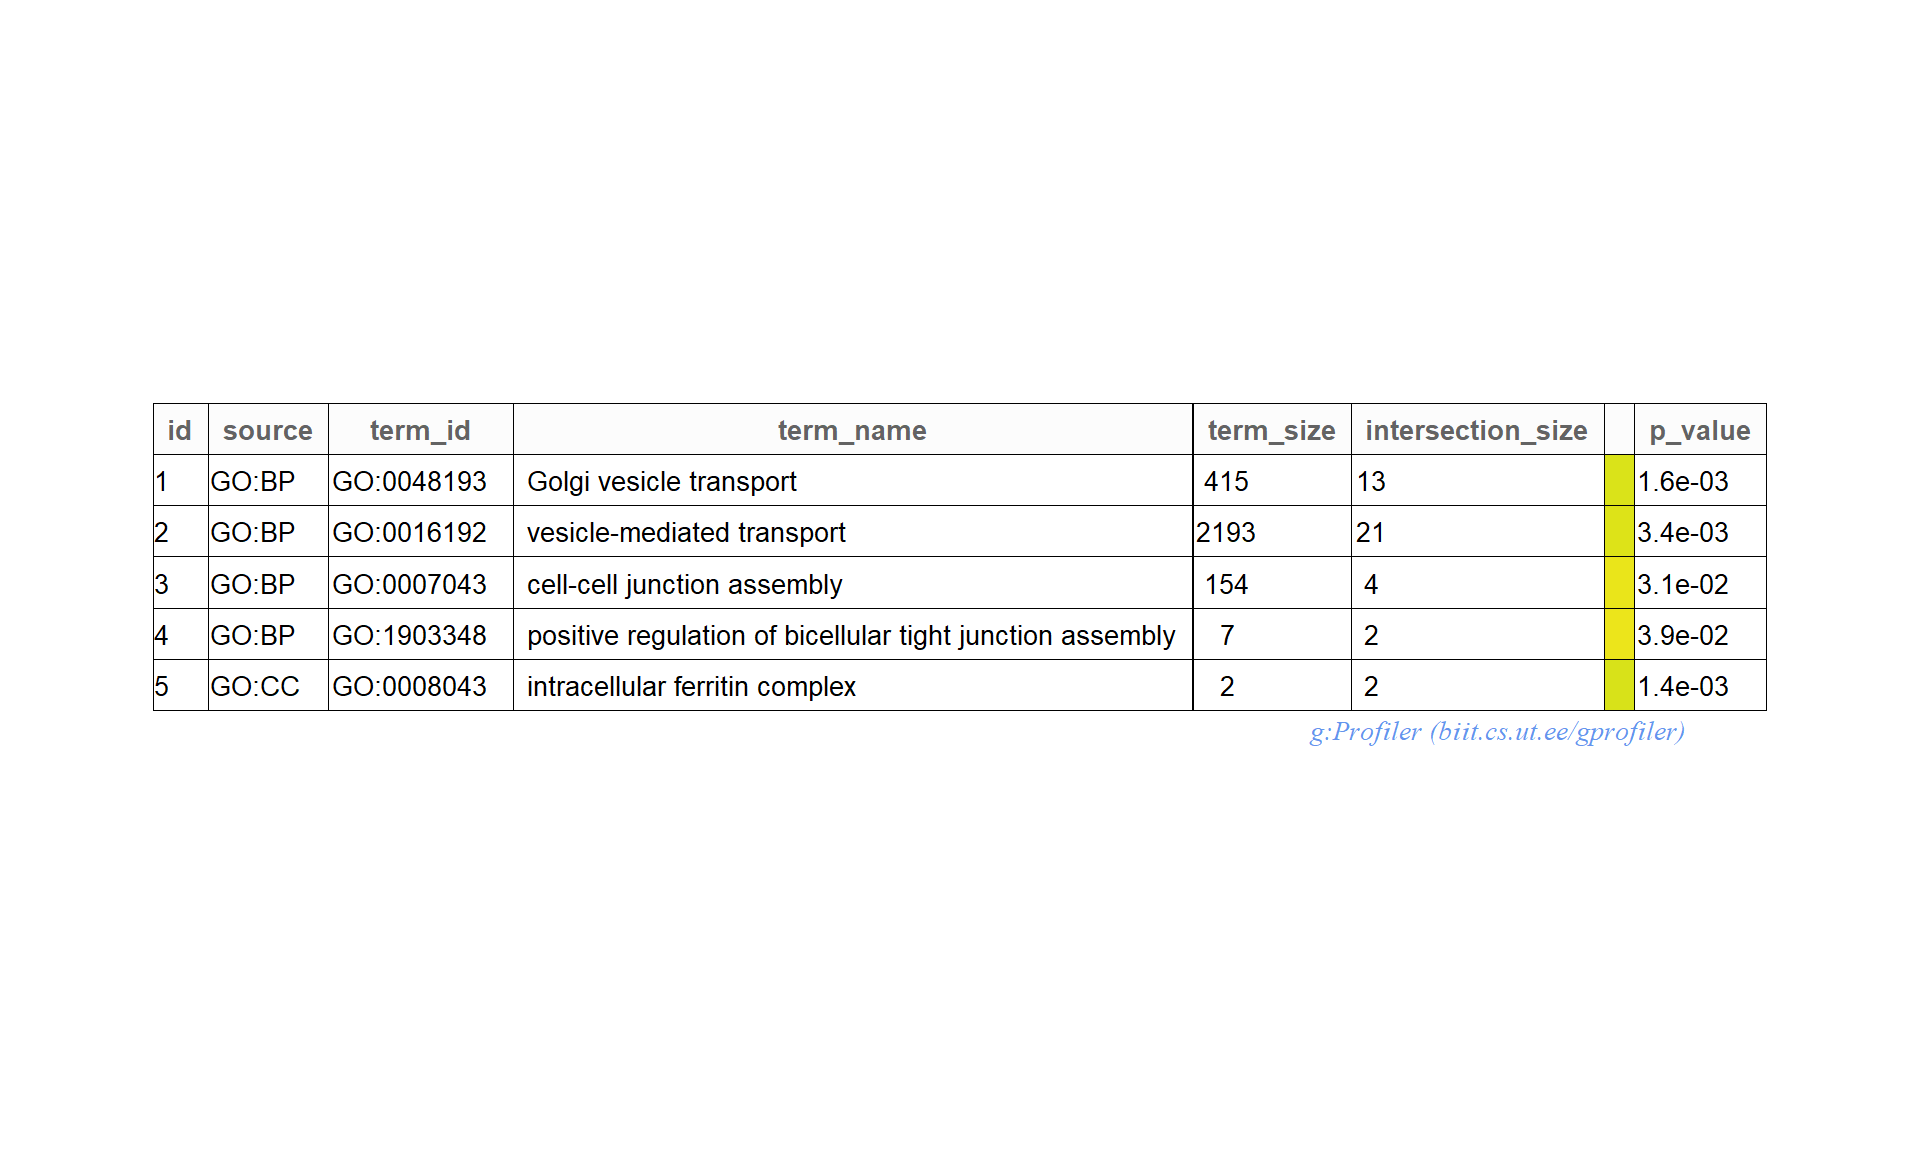 id source term_id term_name term_size intersection_size p_value
1 GO:BP GO:0048193 Golgi vesicle transport 415 13 1.6e-03
2 GO:BP GO:0016192 vesicle-mediated transport 2193 21 3.4e-03
3 GO:BP GO:0007043 cell-cell junction assembly 154 4 3.1e-02
4 GO:BP GO:1903348 positive regulation of bicellular tight junction assembly 7 2 3.9e-02
5 GO:CC GO:0008043 intracellular ferritin complex 2 2 1.4e-03
g:Profiler (biit.cs.ut.ee/gprofiler)